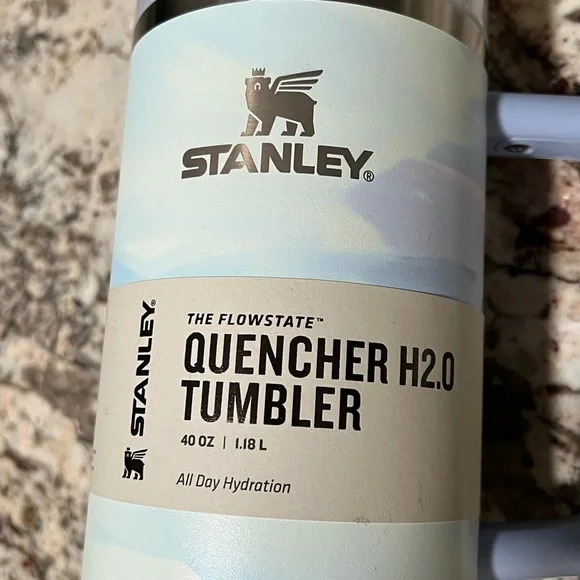 STANLEY®
STANLEY®
THE FLOWSTATE™
QUENCHER H2.0
TUMBLER
40 OZ | 1.18 L
All Day Hydration